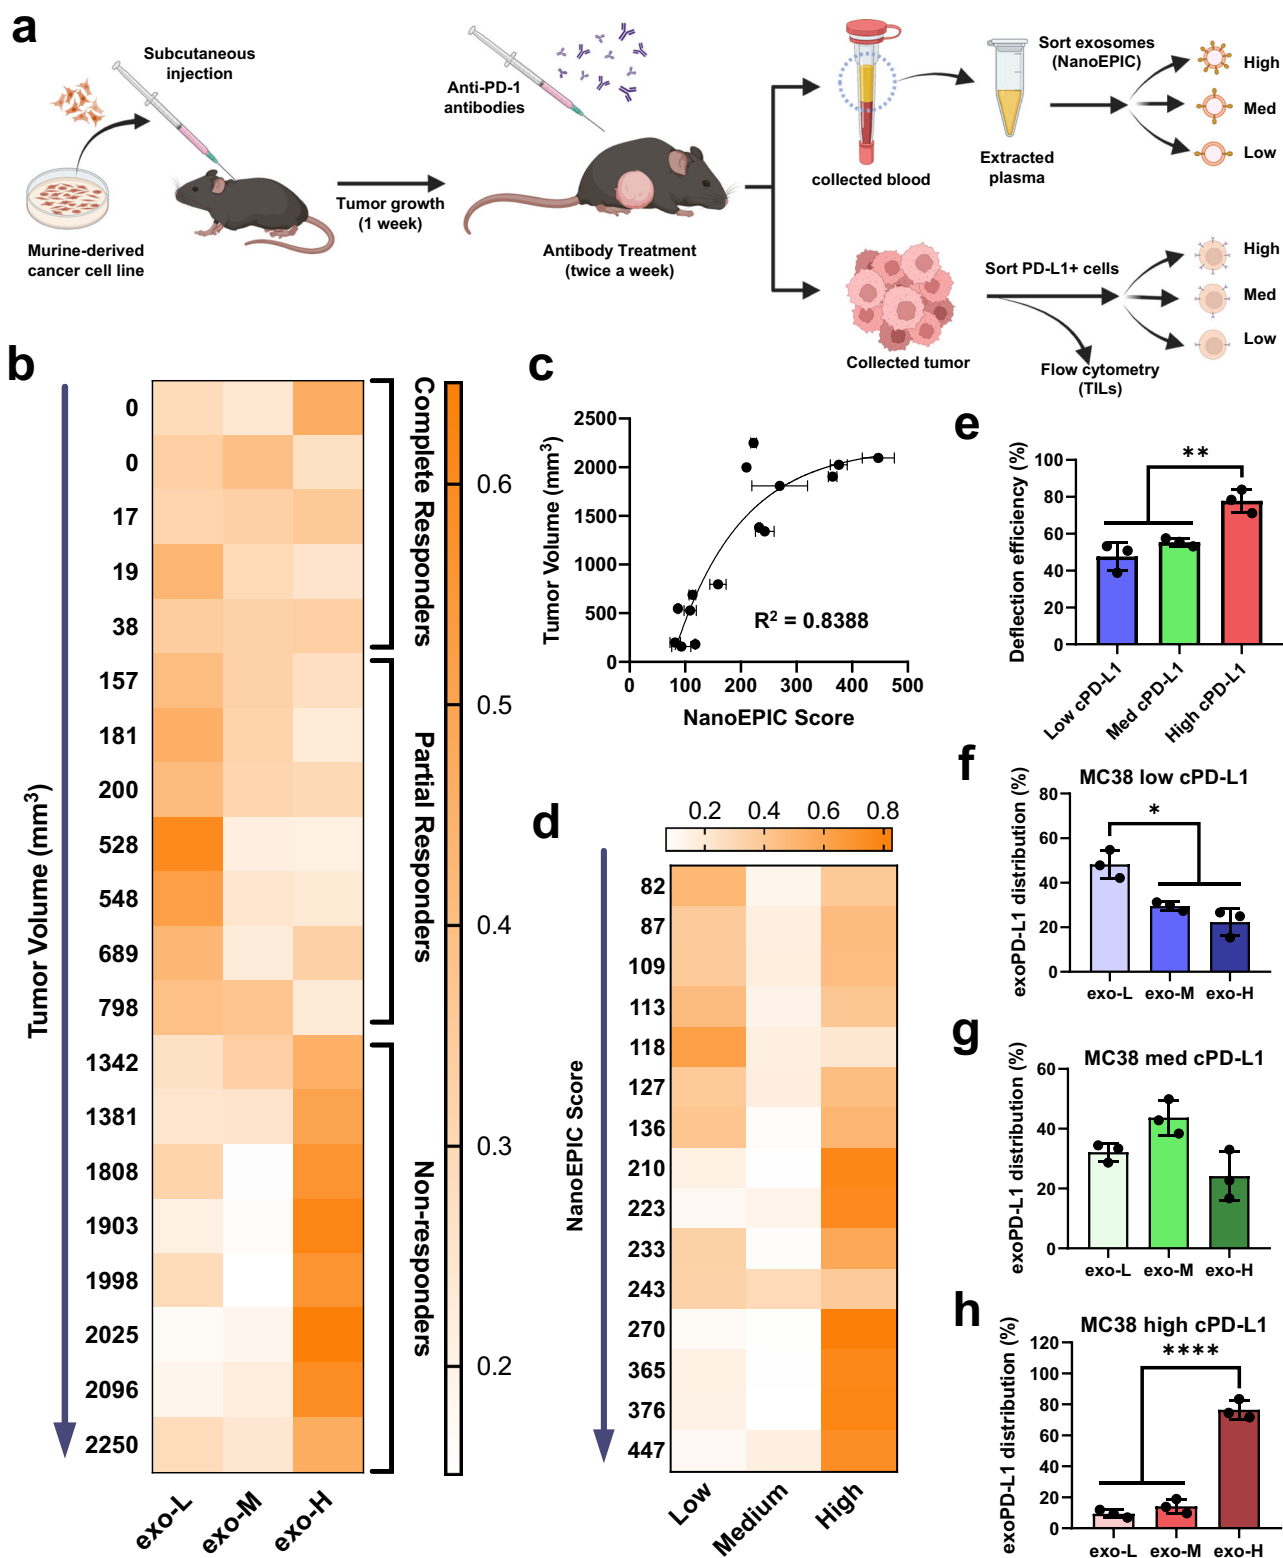 a
Subcutaneous
injection
Murine-derived
cancer cell line
Tumor growth
(1 week)
Anti-PD-1
antibodies
Antibody Treatment
(twice a week)
collected blood
Extracted
plasma
Sort exosomes
(NanoEPIC)
High
Med
Low
Collected tumor
Sort PD-L1+ cells
High
Med
Low
Flow cytometry
(TILs)
b
Tumor Volume (mm³)
0
0
17
19
38
157
181
200
528
548
689
798
1342
1381
1808
1903
1998
2025
2096
2250
exo-L
exo-M
exo-H
Complete Responders
Partial Responders
Non-responders
0.6
0.5
0.4
0.3
0.2
c
Tumor Volume (mm³)
2500
2000
1500
1000
500
0
0
100
200
300
400
500
R² = 0.8388
NanoEPIC Score
d
0.2
0.4
0.6
0.8
NanoEPIC Score
82
87
109
113
118
127
136
210
223
233
243
270
365
376
447
Low
Medium
High
e
Deflection efficiency (%)
100
80
60
40
20
0
**
Low cPD-L1
Med cPD-L1
High cPD-L1
f
MC38 low cPD-L1
exoPD-L1 distribution (%)
80
60
40
20
0
*
exo-L
exo-M
exo-H
g
MC38 med cPD-L1
exoPD-L1 distribution (%)
60
40
20
0
exo-L
exo-M
exo-H
h
MC38 high cPD-L1
exoPD-L1 distribution (%)
120
100
80
60
40
20
0
****
exo-L
exo-M
exo-H